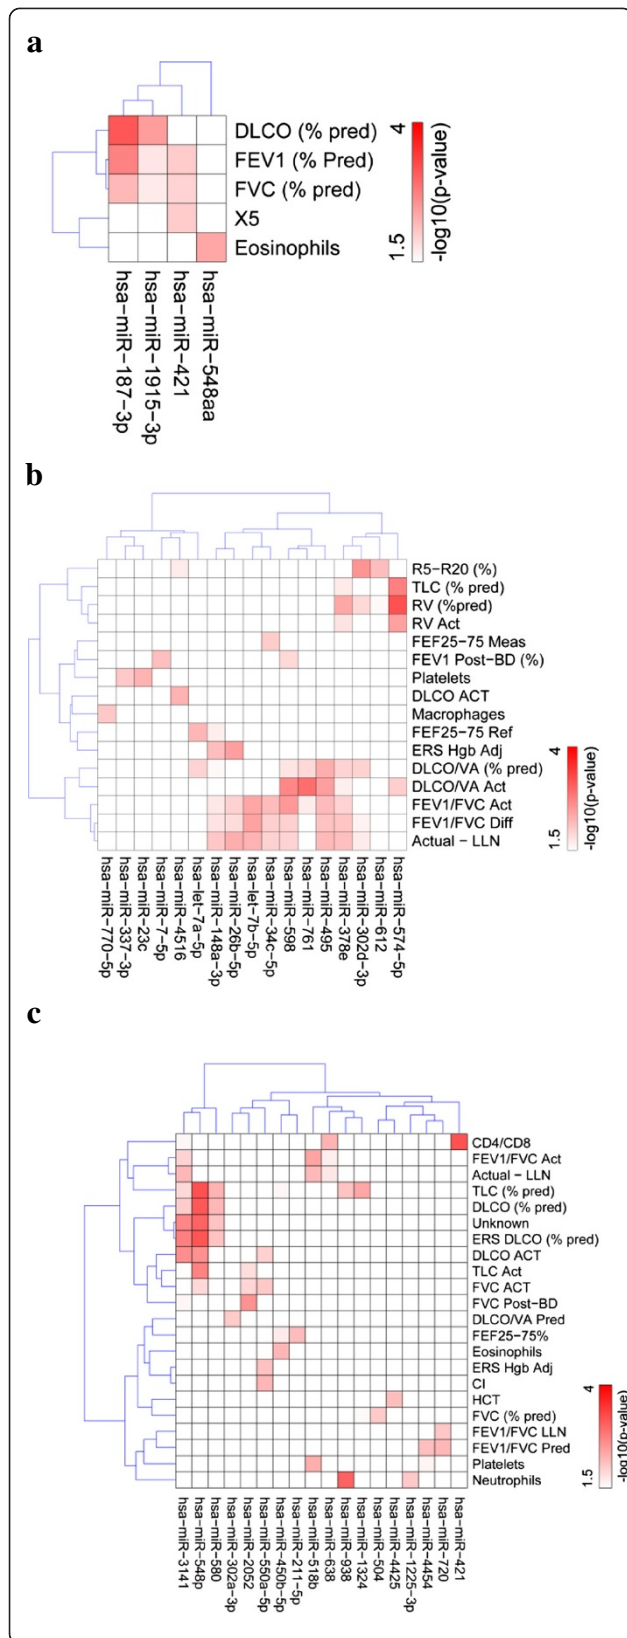 a
DLCO (% pred)
FEV1 (% Pred)
FVC (% pred)
X5
Eosinophils
hsa−miR−187−3p
hsa−miR−1915−3p
hsa−miR−421
hsa−miR−548aa
4
1.5
-log10(p-value)
b
R5−R20 (%)
TLC (% pred)
RV (%pred)
RV Act
FEF25−75 Meas
FEV1 Post−BD (%)
Platelets
DLCO ACT
Macrophages
FEF25−75 Ref
ERS Hgb Adj
DLCO/VA (% pred)
DLCO/VA Act
FEV1/FVC Act
FEV1/FVC Diff
Actual − LLN
hsa−miR−770−5p
hsa−miR−337−3p
hsa−miR−23c
hsa−miR−7−5p
hsa−miR−4516
hsa−let−7a−5p
hsa−miR−148a−3p
hsa−miR−26b−5p
hsa−let−7b−5p
hsa−miR−34c−5p
hsa−miR−598
hsa−miR−761
hsa−miR−495
hsa−miR−378e
hsa−miR−302d−3p
hsa−miR−612
hsa−miR−574−5p
4
1.5
-log10(p-value)
c
CD4/CD8
FEV1/FVC Act
Actual − LLN
TLC (% pred)
DLCO (% pred)
Unknown
ERS DLCO (% pred)
DLCO ACT
TLC Act
FVC ACT
FVC Post−BD
DLCO/VA Pred
FEF25−75%
Eosinophils
ERS Hgb Adj
CI
HCT
FVC (% pred)
FEV1/FVC LLN
FEV1/FVC Pred
Platelets
Neutrophils
hsa−miR−3141
hsa−miR−548p
hsa−miR−580
hsa−miR−302a−3p
hsa−miR−2052
hsa−miR−550a−5p
hsa−miR−450b−5p
hsa−miR−211−5p
hsa−miR−518b
hsa−miR−638
hsa−miR−938
hsa−miR−1324
hsa−miR−504
hsa−miR−4425
hsa−miR−1225−3p
hsa−miR−4454
hsa−miR−720
hsa−miR−421
4
1.5
-log10(p-value)